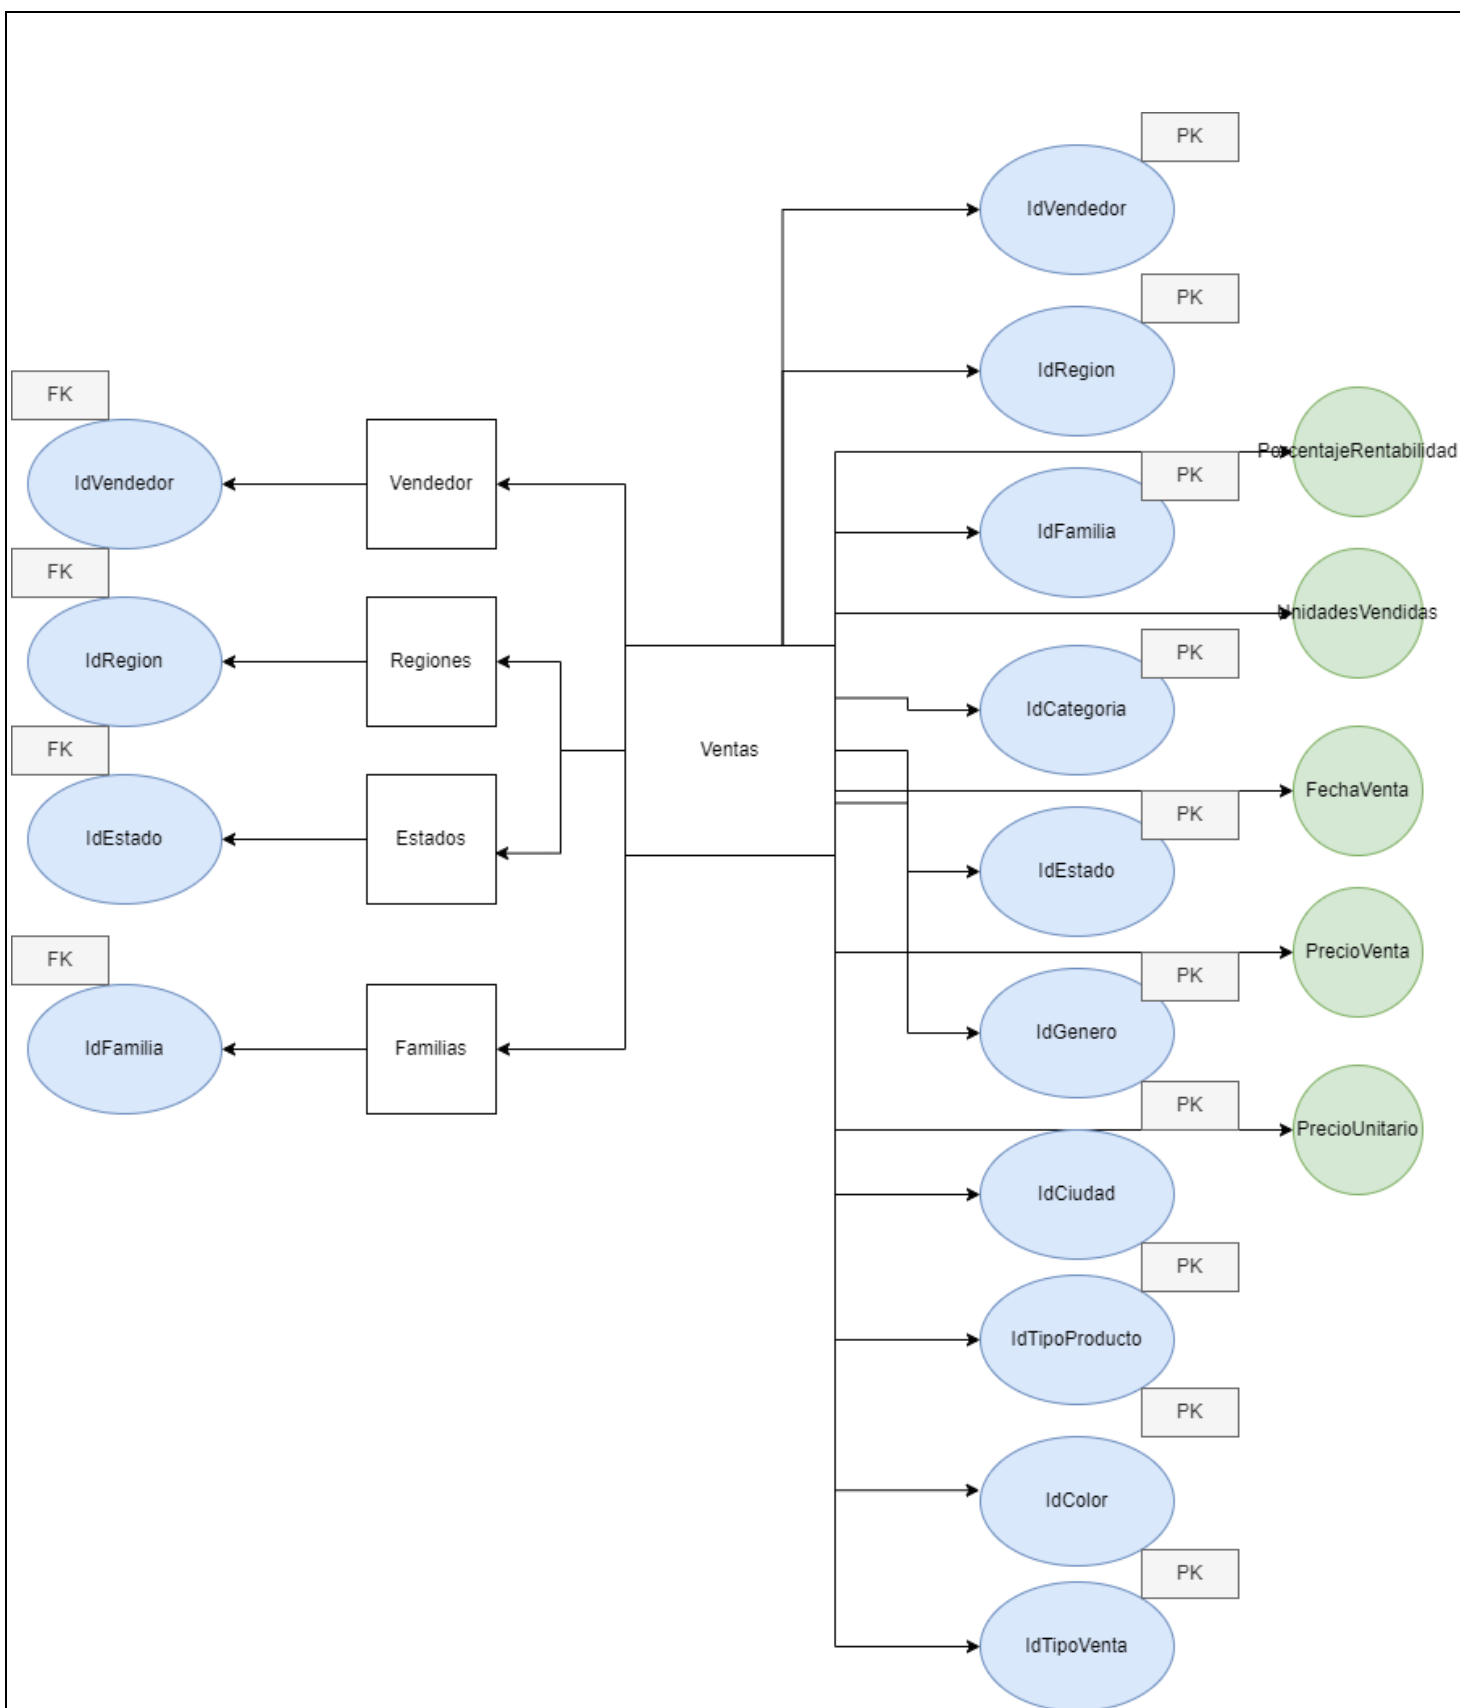 PK
IdVendedor
PK
IdRegion
FK
IdVendedor
Vendedor
PorcentajeRentabilidad
PK
IdFamilia
FK
IdRegion
Regiones
UnidadesVendidas
PK
IdCategoria
FK
Ventas
IdEstado
Estados
FechaVenta
PK
IdEstado
FK
IdFamilia
Familias
PrecioVenta
PK
IdGenero
PK
PrecioUnitario
IdCiudad
PK
IdTipoProducto
PK
IdColor
PK
IdTipoVenta